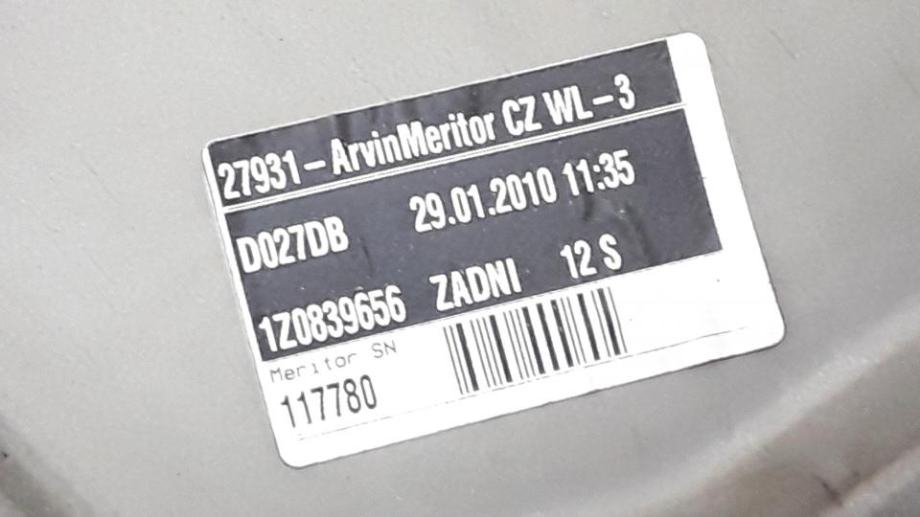 27931-ArvinMeritor CZ WL-3
D027DB 29.01.2010 11:35
1Z0839656 ZADNI 12 S
Meritor SN
117780